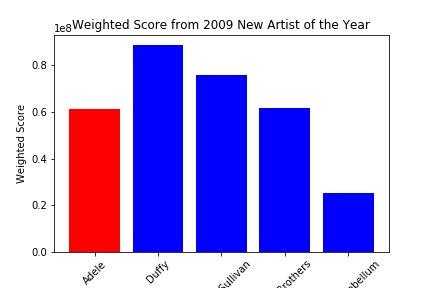 Weighted Score from 2009 New Artist of the Year
1e8
0.8
0.6
0.4
0.2
0.0
Weighted Score
Adele
Duffy
Sullivan
Brothers